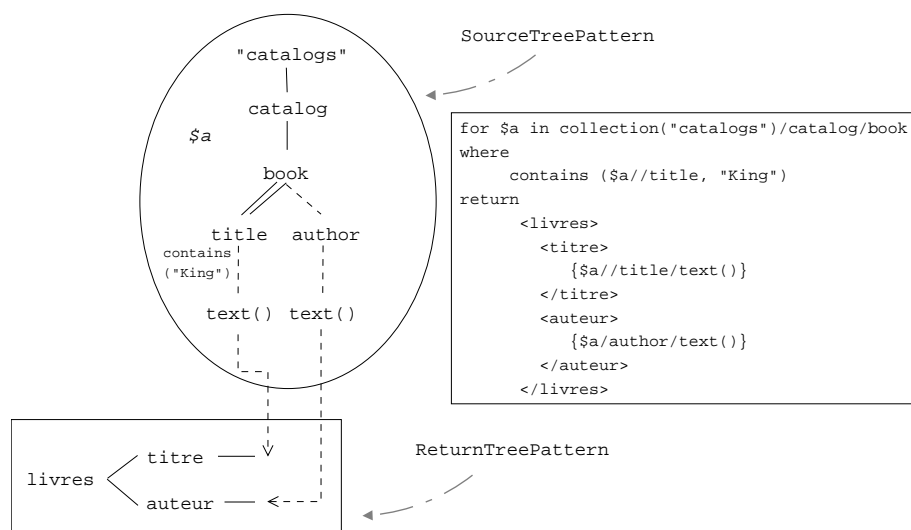 SourceTreePattern
"catalogs"
catalog
$a
book
title author
contains
("King")
text() text()
for $a in collection("catalogs")/catalog/book
where
contains ($a//title, "King")
return
<livres>
<titre>
{$a//title/text()}
</titre>
<auteur>
{$a/author/text()}
</auteur>
</livres>
ReturnTreePattern
titre
livres
auteur